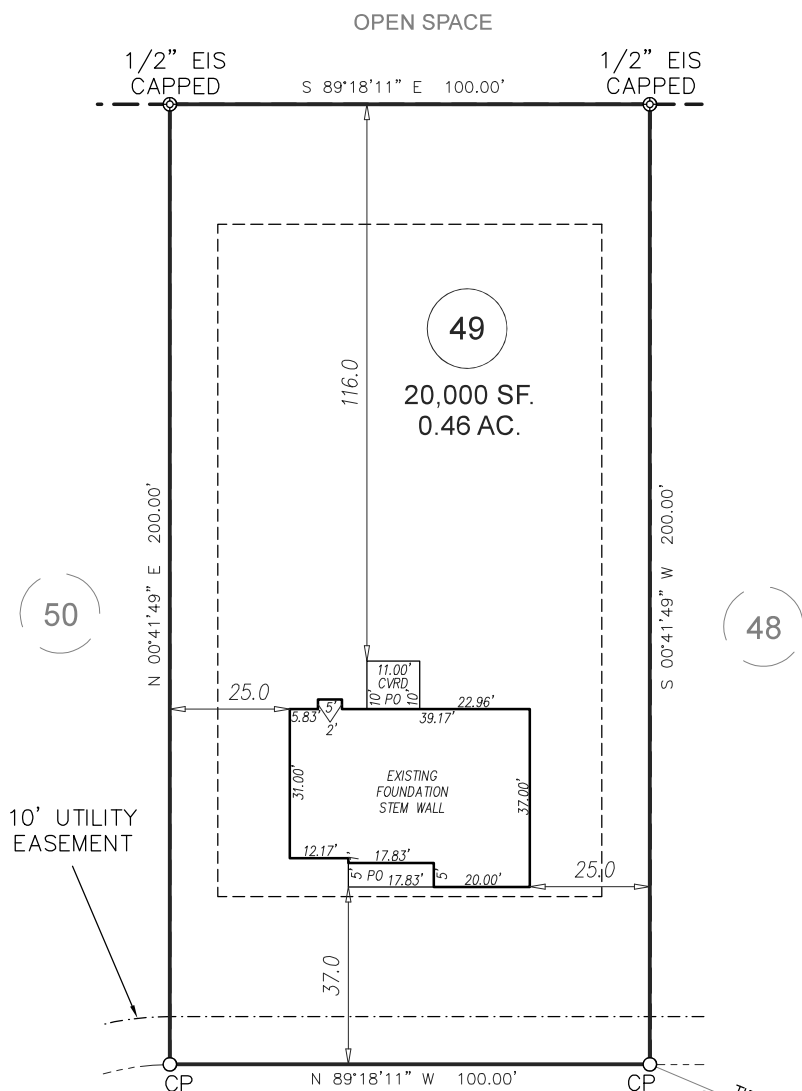 OPEN SPACE
1/2" EIS
CAPPED
1/2" EIS
CAPPED
S 89°18'11" E 100.00'
49
20,000 SF.
0.46 AC.
116.0
N 00°41'49" E 200.00'
S 00°41'49" W 200.00'
50
48
11.00'
CVRD
PO
10'
10'
25.0
5.83'
5'
2'
39.17'
22.96'
31.00'
EXISTING
FOUNDATION
STEM WALL
37.00'
10' UTILITY
EASEMENT
12.17'
1'
17.83'
5'
PO
17.83'
5'
20.00'
25.0
37.0
N 89°18'11" W 100.00'
CP
CP